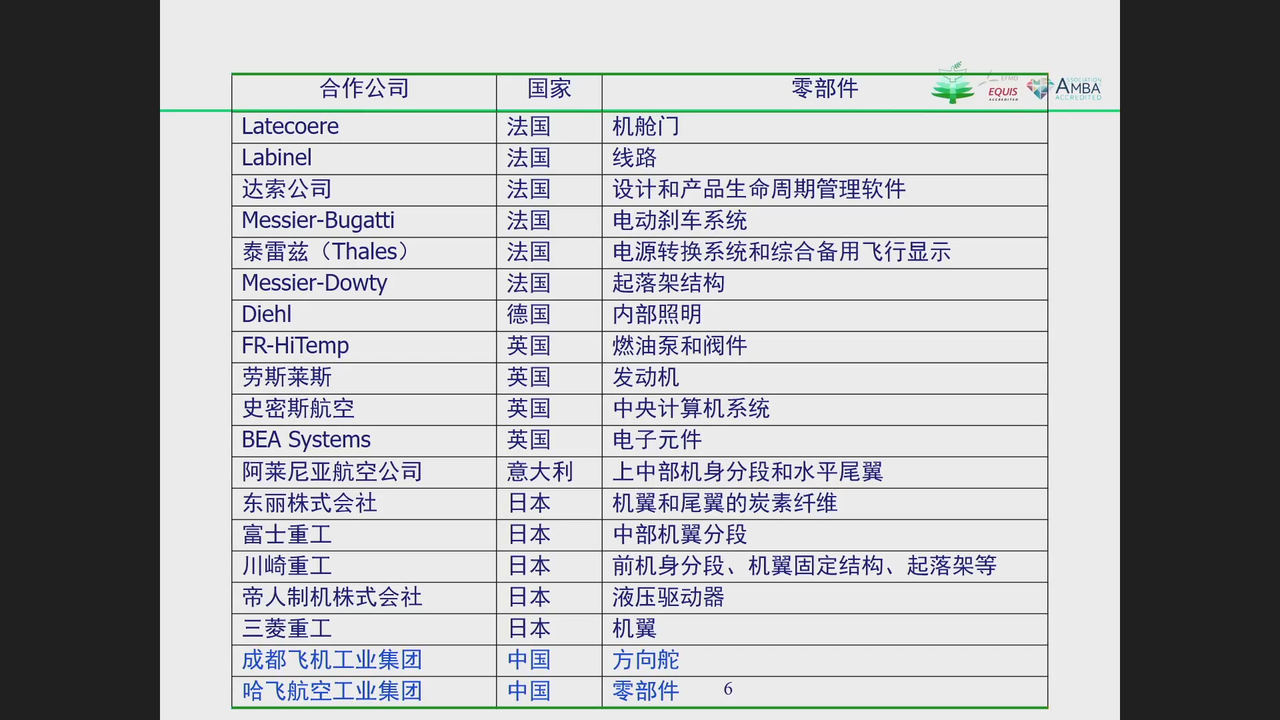 合作公司 国家 零部件
EFMD
EQUIS
ACCREDITED
ASSOCIATION
AMBA
ACCREDITED
Latecoere 法国 机舱门
Labinel 法国 线路
达索公司 法国 设计和产品生命周期管理软件
Messier-Bugatti 法国 电动刹车系统
泰雷兹（Thales） 法国 电源转换系统和综合备用飞行显示
Messier-Dowty 法国 起落架结构
Diehl 德国 内部照明
FR-HiTemp 英国 燃油泵和阀件
劳斯莱斯 英国 发动机
史密斯航空 英国 中央计算机系统
BEA Systems 英国 电子元件
阿莱尼亚航空公司 意大利 上中部机身分段和水平尾翼
东丽株式会社 日本 机翼和尾翼的炭素纤维
富士重工 日本 中部机翼分段
川崎重工 日本 前机身分段、机翼固定结构、起落架等
帝人制机株式会社 日本 液压驱动器
三菱重工 日本 机翼
成都飞机工业集团 中国 方向舵
哈飞航空工业集团 中国 零部件 6